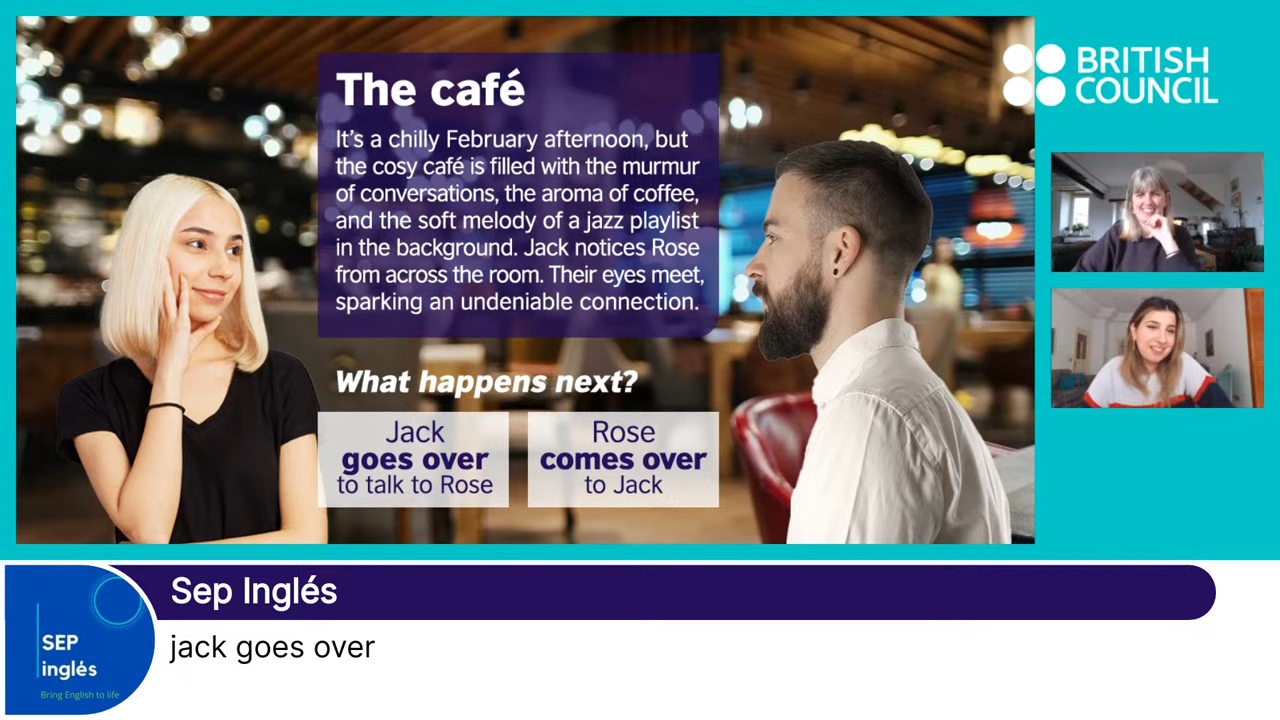 The café
It's a chilly February afternoon, but
the cosy café is filled with the murmur
of conversations, the aroma of coffee,
and the soft melody of a jazz playlist
in the background. Jack notices Rose
from across the room. Their eyes meet,
sparking an undeniable connection.
What happens next?
Jack
goes over
to talk to Rose
Rose
comes over
to Jack
BRITISH
COUNCIL
Sep Inglés
jack goes over
SEP
inglés
Bring English to life